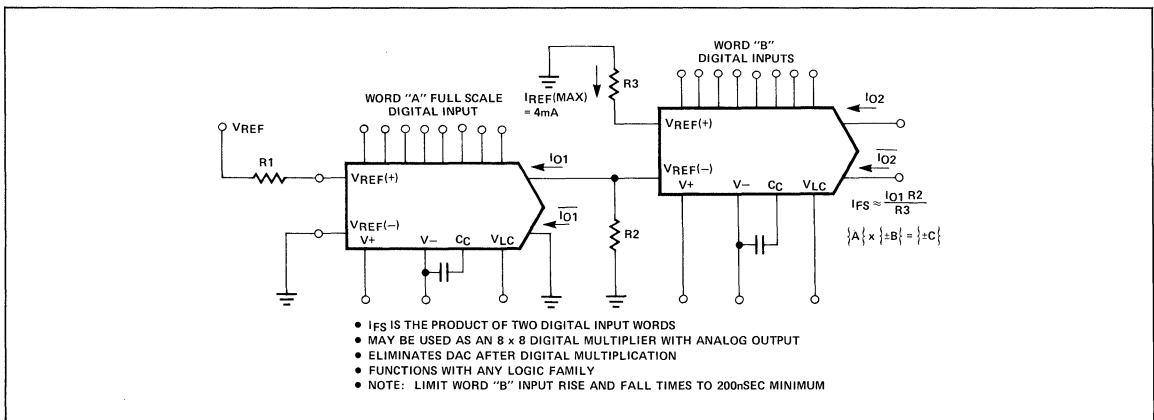 WORD "B"
DIGITAL INPUTS
R3
IREF(MAX)
= 4mA
WORD "A" FULL SCALE
DIGITAL INPUT
VREF
R1
VREF(+)
VREF(−)
V+
V−
CC
VLC
IO1
IO1
R2
VREF(+)
VREF(−)
V+
V−
CC
VLC
IO2
IO2
IFS ≈ IO1 R2
R3
{A} x {±B} = {±C}
• IFS IS THE PRODUCT OF TWO DIGITAL INPUT WORDS
• MAY BE USED AS AN 8 x 8 DIGITAL MULTIPLIER WITH ANALOG OUTPUT
• ELIMINATES DAC AFTER DIGITAL MULTIPLICATION
• FUNCTIONS WITH ANY LOGIC FAMILY
• NOTE: LIMIT WORD "B" INPUT RISE AND FALL TIMES TO 200nSEC MINIMUM